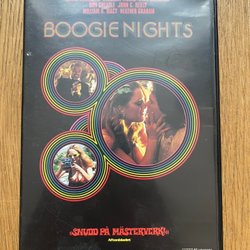 DON CHEADLE JOHN C. REILLY
WILLIAM H. MACY HEATHER GRAHAM
BOOGIE NIGHTS
»SNUDD PÅ MÄSTERVERK!«
Aftonbladet